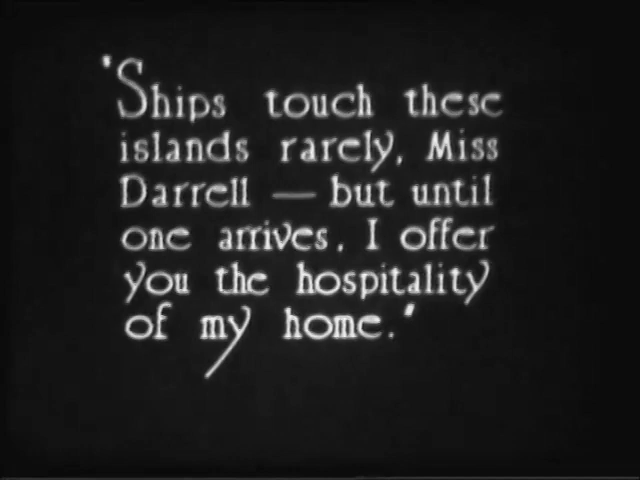 'Ships touch these
islands rarely, Miss
Darrell — but until
one arrives, I offer
you the hospitality
of my home.'